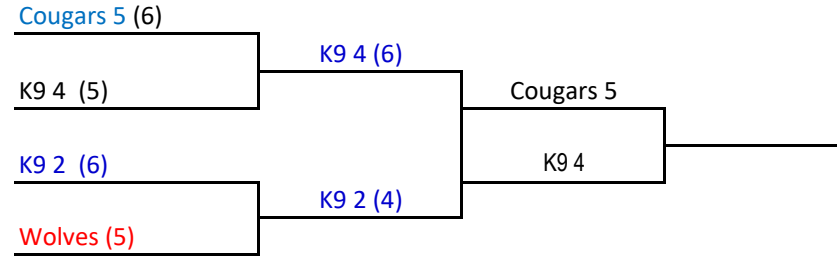 Cougars 5 (6)
K9 4 (6)
K9 4 (5)
Cougars 5
K9 2 (6)
K9 4
K9 2 (4)
Wolves (5)